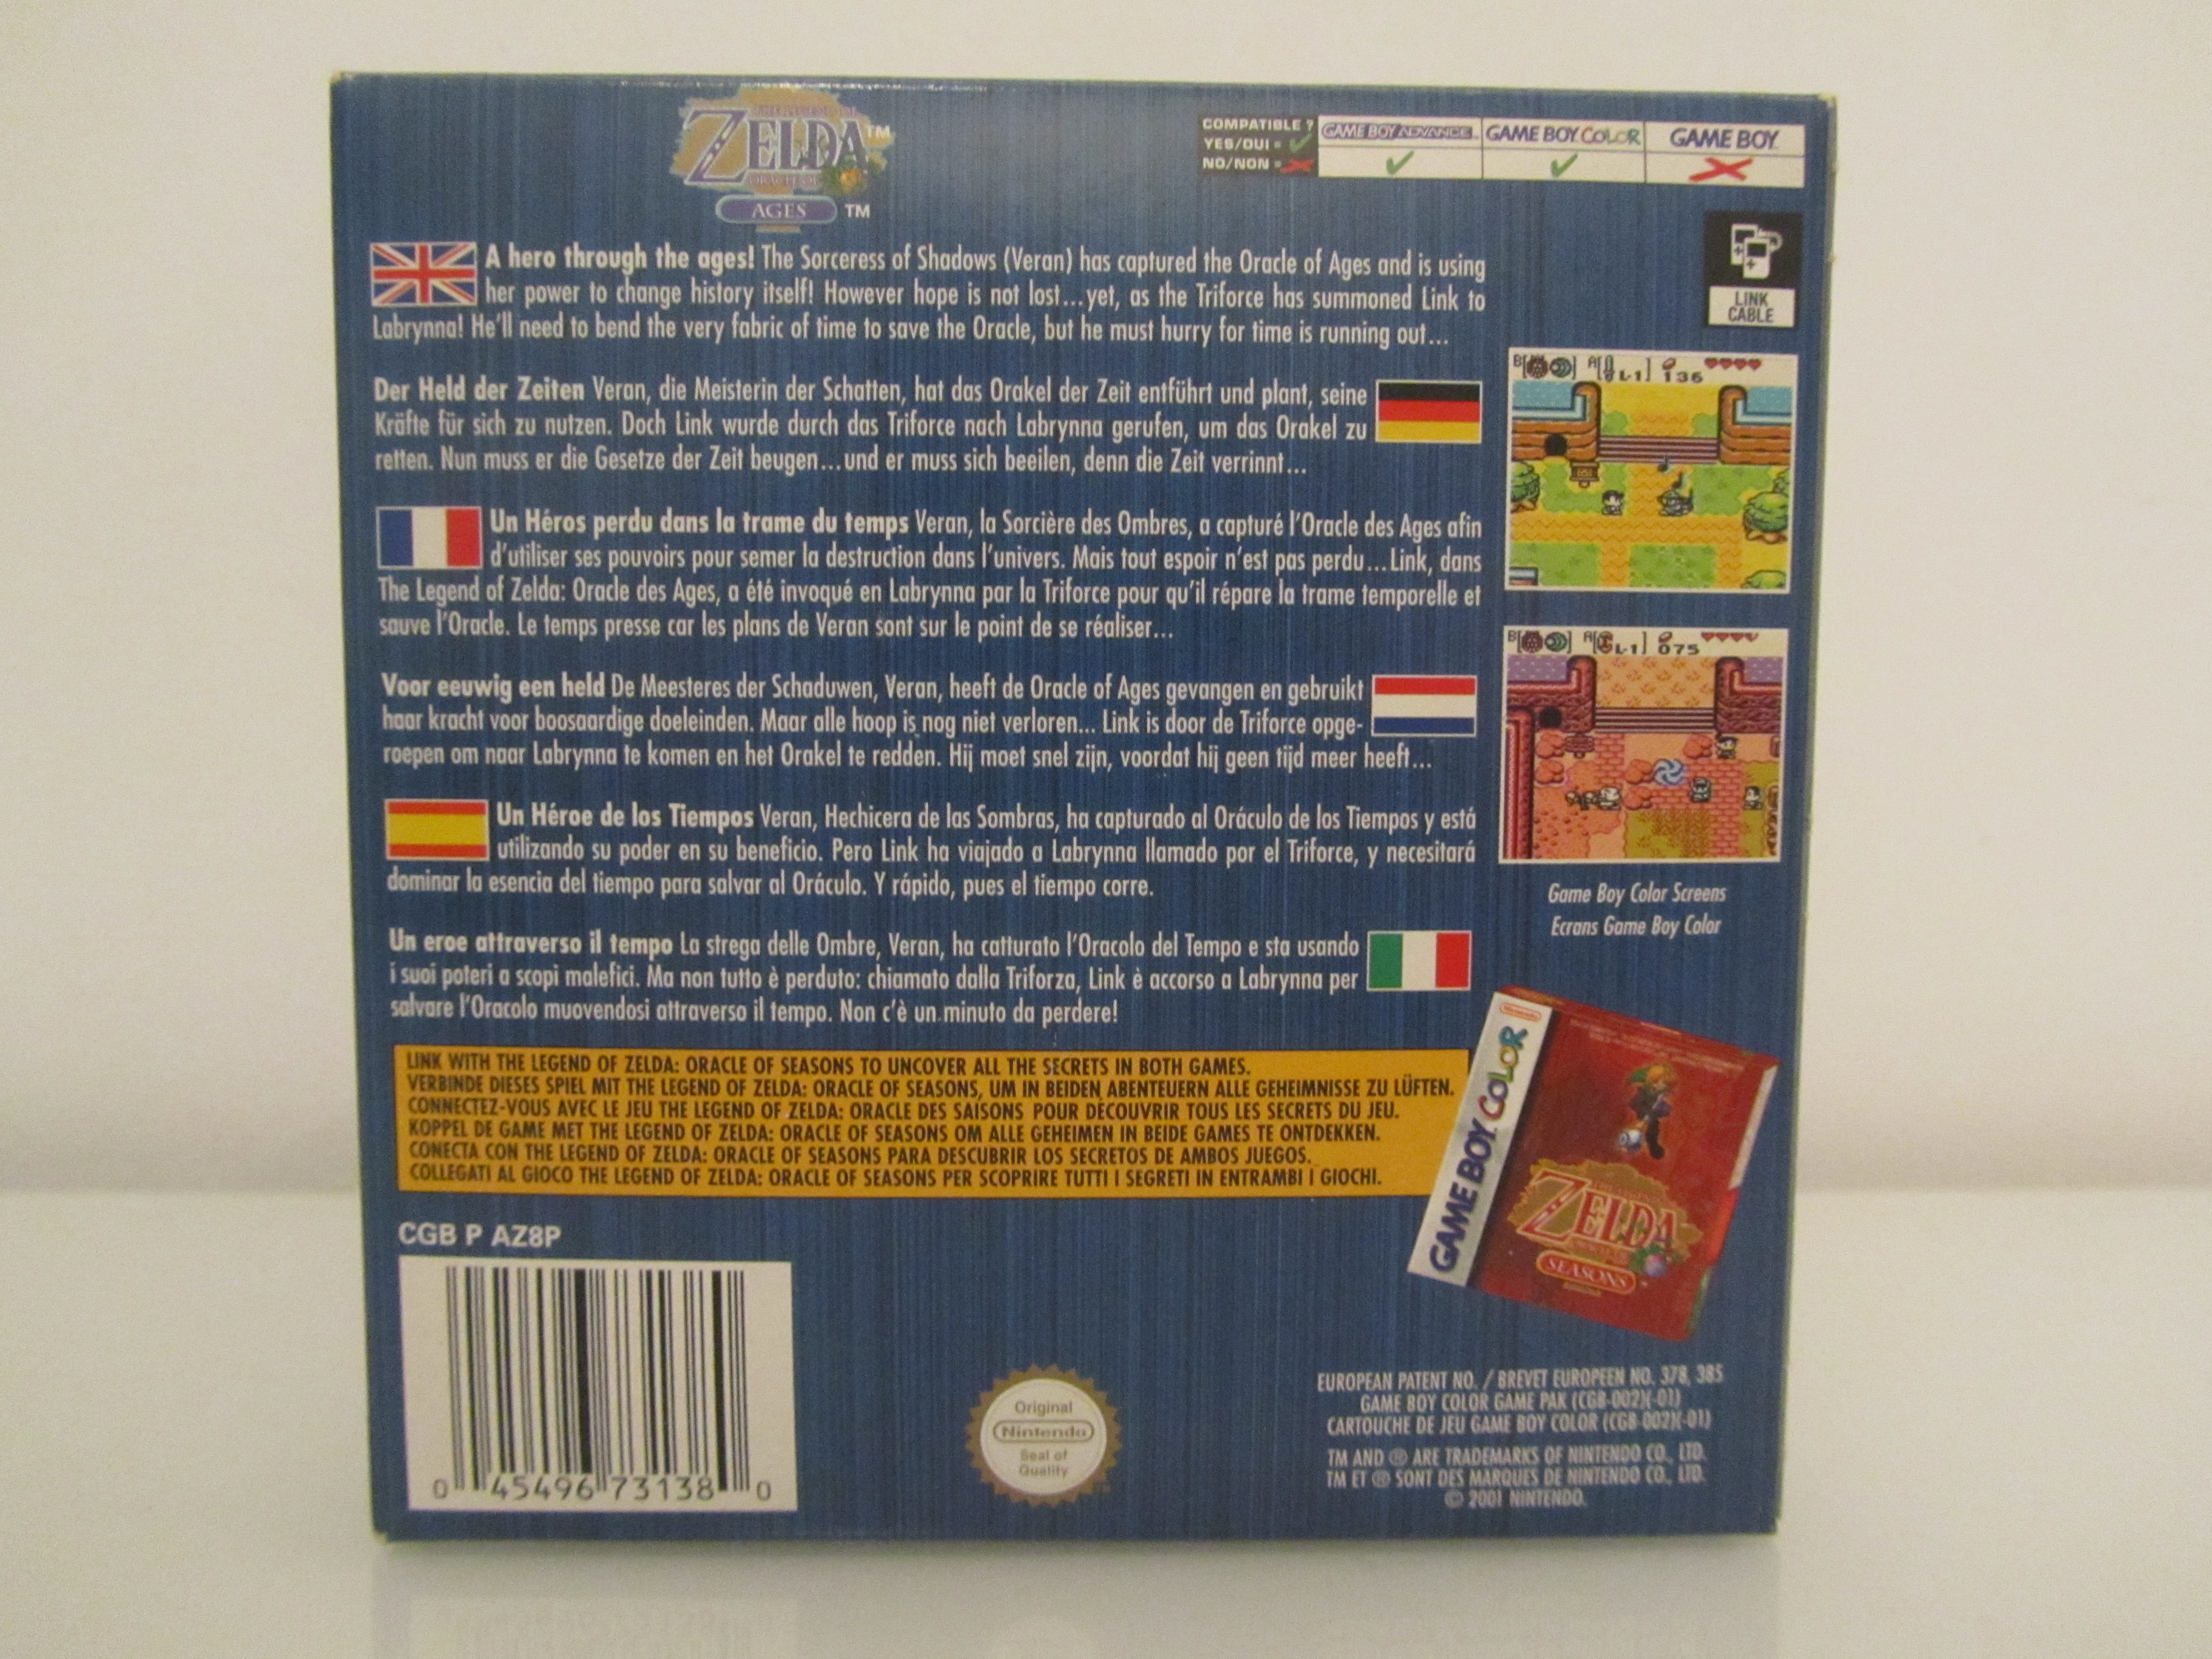 THE LEGEND OF
ZELDA™
ORACLE OF
AGES ™
COMPATIBLE ?
YES/OUI =
NO/NON =
GAME BOY ADVANCE
GAME BOY COLOR
GAME BOY
LINK
CABLE
A hero through the ages! The Sorceress of Shadows (Veran) has captured the Oracle of Ages and is using
her power to change history itself! However hope is not lost...yet, as the Triforce has summoned Link to
Labrynna! He'll need to bend the very fabric of time to save the Oracle, but he must hurry for time is running out...
Der Held der Zeiten Veran, die Meisterin der Schatten, hat das Orakel der Zeit entführt und plant, seine
Kräfte für sich zu nutzen. Doch Link wurde durch das Triforce nach Labrynna gerufen, um das Orakel zu
retten. Nun muss er die Gesetze der Zeit beugen...und er muss sich beeilen, denn die Zeit verrinnt...
Un Héros perdu dans la trame du temps Veran, la Sorcière des Ombres, a capturé l'Oracle des Ages afin
d'utiliser ses pouvoirs pour semer la destruction dans l'univers. Mais tout espoir n'est pas perdu...Link, dans
The Legend of Zelda: Oracle des Ages, a été invoqué en Labrynna par la Triforce pour qu'il répare la trame temporelle et
sauve l'Oracle. Le temps presse car les plans de Veran sont sur le point de se réaliser...
Voor eeuwig een held De Meesteres der Schaduwen, Veran, heeft de Oracle of Ages gevangen en gebruikt
haar kracht voor boosaardige doeleinden. Maar alle hoop is nog niet verloren... Link is door de Triforce opge-
roepen om naar Labrynna te komen en het Orakel te redden. Hij moet snel zijn, voordat hij geen tijd meer heeft...
Un Héroe de los Tiempos Veran, Hechicera de las Sombras, ha capturado al Oráculo de los Tiempos y está
utilizando su poder en su beneficio. Pero Link ha viajado a Labrynna llamado por el Triforce, y necesitará
dominar la esencia del tiempo para salvar al Oráculo. Y rápido, pues el tiempo corre.
Un eroe attraverso il tempo La strega delle Ombre, Veran, ha catturato l'Oracolo del Tempo e sta usando
i suoi poteri a scopi malefici. Ma non tutto è perduto: chiamato dalla Triforza, Link è accorso a Labrynna per
salvare l'Oracolo muovendosi attraverso il tempo. Non c'è un minuto da perdere!
B A L-1 136
B A L-1 075
Game Boy Color Screens
Ecrans Game Boy Color
LINK WITH THE LEGEND OF ZELDA: ORACLE OF SEASONS TO UNCOVER ALL THE SECRETS IN BOTH GAMES.
VERBINDE DIESES SPIEL MIT THE LEGEND OF ZELDA: ORACLE OF SEASONS, UM IN BEIDEN ABENTEUERN ALLE GEHEIMNISSE ZU LÜFTEN.
CONNECTEZ-VOUS AVEC LE JEU THE LEGEND OF ZELDA: ORACLE DES SAISONS POUR DÉCOUVRIR TOUS LES SECRETS DU JEU.
KOPPEL DE GAME MET THE LEGEND OF ZELDA: ORACLE OF SEASONS OM ALLE GEHEIMEN IN BEIDE GAMES TE ONTDEKKEN.
CONECTA CON THE LEGEND OF ZELDA: ORACLE OF SEASONS PARA DESCUBRIR LOS SECRETOS DE AMBOS JUEGOS.
COLLEGATI AL GIOCO THE LEGEND OF ZELDA: ORACLE OF SEASONS PER SCOPRIRE TUTTI I SEGRETI IN ENTRAMBI I GIOCHI.
Nintendo
GAME BOY COLOR
ZELDA
SEASONS
CGB P AZ8P
0 45496 73138 0
Original
Nintendo
Seal of
Quality
EUROPEAN PATENT NO. / BREVET EUROPEEN NO. 378, 385
GAME BOY COLOR GAME PAK (CGB-002)(-01)
CARTOUCHE DE JEU GAME BOY COLOR (CGB-002)(-01)
TM AND ® ARE TRADEMARKS OF NINTENDO CO., LTD.
TM ET ® SONT DES MARQUES DE NINTENDO CO., LTD.
© 2001 NINTENDO.